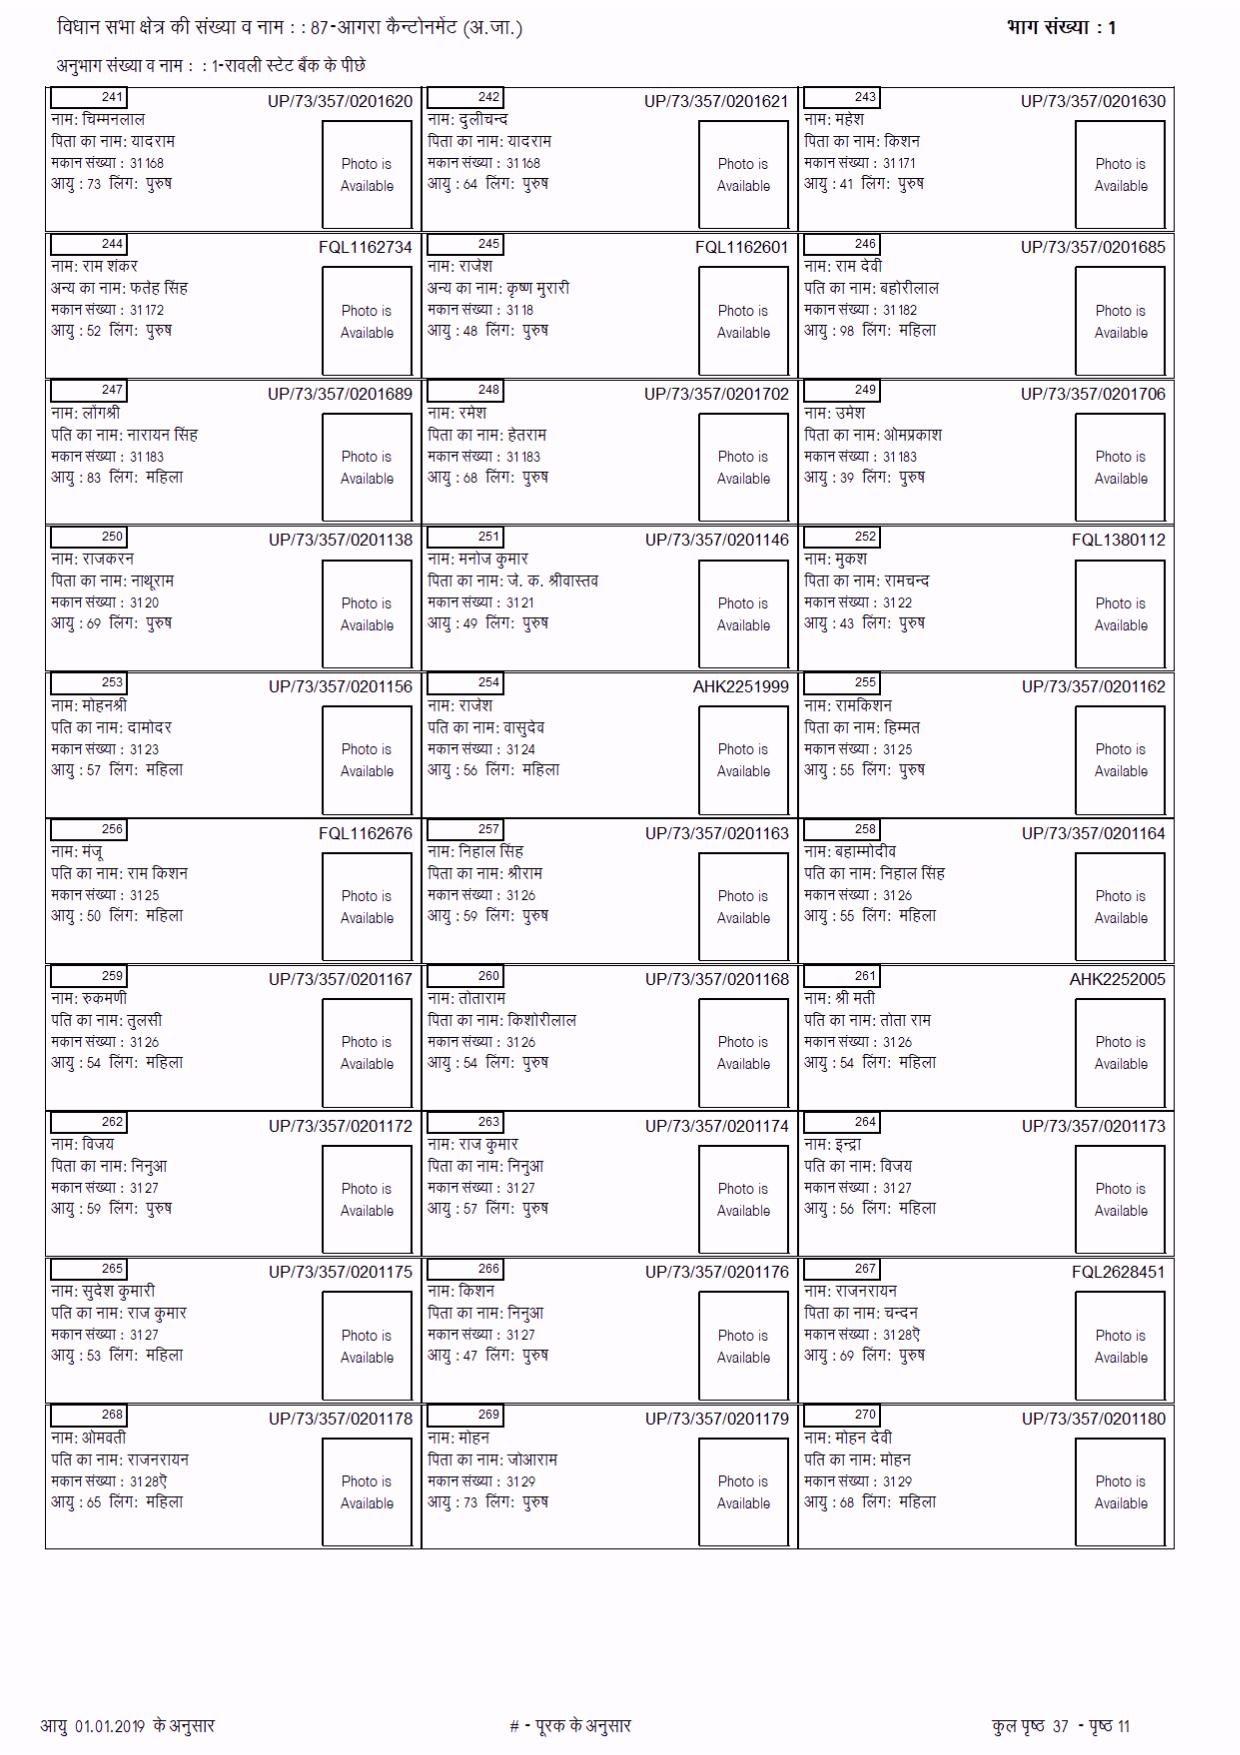 विधान सभा क्षेत्र की संख्या व नाम : : 87-आगरा कैन्टोनमेंट (अ.जा.) भाग संख्या : 1
अनुभाग संख्या व नाम : : 1-रावली स्टेट बैंक के पीछे
241 UP/73/357/0201620 242 UP/73/357/0201621 243 UP/73/357/0201630
नाम: चिम्मनलाल नाम: दुलीचन्द नाम: महेश
पिता का नाम: यादराम पिता का नाम: यादराम पिता का नाम: किशन
मकान संख्या : 31168 Photo is मकान संख्या : 31168 Photo is मकान संख्या : 31171 Photo is
आयु : 73 लिंग: पुरुष Available आयु : 64 लिंग: पुरुष Available आयु : 41 लिंग: पुरुष Available
244 FQL1162734 245 FQL1162601 246 UP/73/357/0201685
नाम: राम शंकर नाम: राजेश नाम: राम देवी
अन्य का नाम: फतेह सिंह अन्य का नाम: कृष्ण मुरारी पति का नाम: बहोरीलाल
मकान संख्या : 31172 Photo is मकान संख्या : 3118 Photo is मकान संख्या : 31182 Photo is
आयु : 52 लिंग: पुरुष Available आयु : 48 लिंग: पुरुष Available आयु : 98 लिंग: महिला Available
247 UP/73/357/0201689 248 UP/73/357/0201702 249 UP/73/357/0201706
नाम: लोंगश्री नाम: रमेश नाम: उमेश
पति का नाम: नारायन सिंह पिता का नाम: हेतराम पिता का नाम: ओमप्रकाश
मकान संख्या : 31183 Photo is मकान संख्या : 31183 Photo is मकान संख्या : 31183 Photo is
आयु : 83 लिंग: महिला Available आयु : 68 लिंग: पुरुष Available आयु : 39 लिंग: पुरुष Available
250 UP/73/357/0201138 251 UP/73/357/0201146 252 FQL1380112
नाम: राजकरन नाम: मनोज कुमार नाम: मुकश
पिता का नाम: नाथूराम पिता का नाम: जे. क. श्रीवास्तव पिता का नाम: रामचन्द
मकान संख्या : 3120 Photo is मकान संख्या : 3121 Photo is मकान संख्या : 3122 Photo is
आयु : 69 लिंग: पुरुष Available आयु : 49 लिंग: पुरुष Available आयु : 43 लिंग: पुरुष Available
253 UP/73/357/0201156 254 AHK2251999 255 UP/73/357/0201162
नाम: मोहनश्री नाम: राजेश नाम: रामकिशन
पति का नाम: दामोदर पति का नाम: वासुदेव पिता का नाम: हिम्मत
मकान संख्या : 3123 Photo is मकान संख्या : 3124 Photo is मकान संख्या : 3125 Photo is
आयु : 57 लिंग: महिला Available आयु : 56 लिंग: महिला Available आयु : 55 लिंग: पुरुष Available
256 FQL1162676 257 UP/73/357/0201163 258 UP/73/357/0201164
नाम: मंजू नाम: निहाल सिंह नाम: बहाम्मोदीव
पति का नाम: राम किशन पिता का नाम: श्रीराम पति का नाम: निहाल सिंह
मकान संख्या : 3125 Photo is मकान संख्या : 3126 Photo is मकान संख्या : 3126 Photo is
आयु : 50 लिंग: महिला Available आयु : 59 लिंग: पुरुष Available आयु : 55 लिंग: महिला Available
259 UP/73/357/0201167 260 UP/73/357/0201168 261 AHK2252005
नाम: रुकमणी नाम: तोताराम नाम: श्री मती
पति का नाम: तुलसी पिता का नाम: किशोरीलाल पति का नाम: तोता राम
मकान संख्या : 3126 Photo is मकान संख्या : 3126 Photo is मकान संख्या : 3126 Photo is
आयु : 54 लिंग: महिला Available आयु : 54 लिंग: पुरुष Available आयु : 54 लिंग: महिला Available
262 UP/73/357/0201172 263 UP/73/357/0201174 264 UP/73/357/0201173
नाम: विजय नाम: राज कुमार नाम: इन्द्रा
पिता का नाम: निनुआ पिता का नाम: निनुआ पति का नाम: विजय
मकान संख्या : 3127 Photo is मकान संख्या : 3127 Photo is मकान संख्या : 3127 Photo is
आयु : 59 लिंग: पुरुष Available आयु : 57 लिंग: पुरुष Available आयु : 56 लिंग: महिला Available
265 UP/73/357/0201175 266 UP/73/357/0201176 267 FQL2628451
नाम: सुदेश कुमारी नाम: किशन नाम: राजनरायन
पति का नाम: राज कुमार पिता का नाम: निनुआ पिता का नाम: चन्दन
मकान संख्या : 3127 Photo is मकान संख्या : 3127 Photo is मकान संख्या : 3128ऎ Photo is
आयु : 53 लिंग: महिला Available आयु : 47 लिंग: पुरुष Available आयु : 69 लिंग: पुरुष Available
268 UP/73/357/0201178 269 UP/73/357/0201179 270 UP/73/357/0201180
नाम: ओमवती नाम: मोहन नाम: मोहन देवी
पति का नाम: राजनरायन पिता का नाम: जोआराम पति का नाम: मोहन
मकान संख्या : 3128ऎ Photo is मकान संख्या : 3129 Photo is मकान संख्या : 3129 Photo is
आयु : 65 लिंग: महिला Available आयु : 73 लिंग: पुरुष Available आयु : 68 लिंग: महिला Available
आयु 01.01.2019 के अनुसार # - पूरक के अनुसार कुल पृष्ठ 37 - पृष्ठ 11